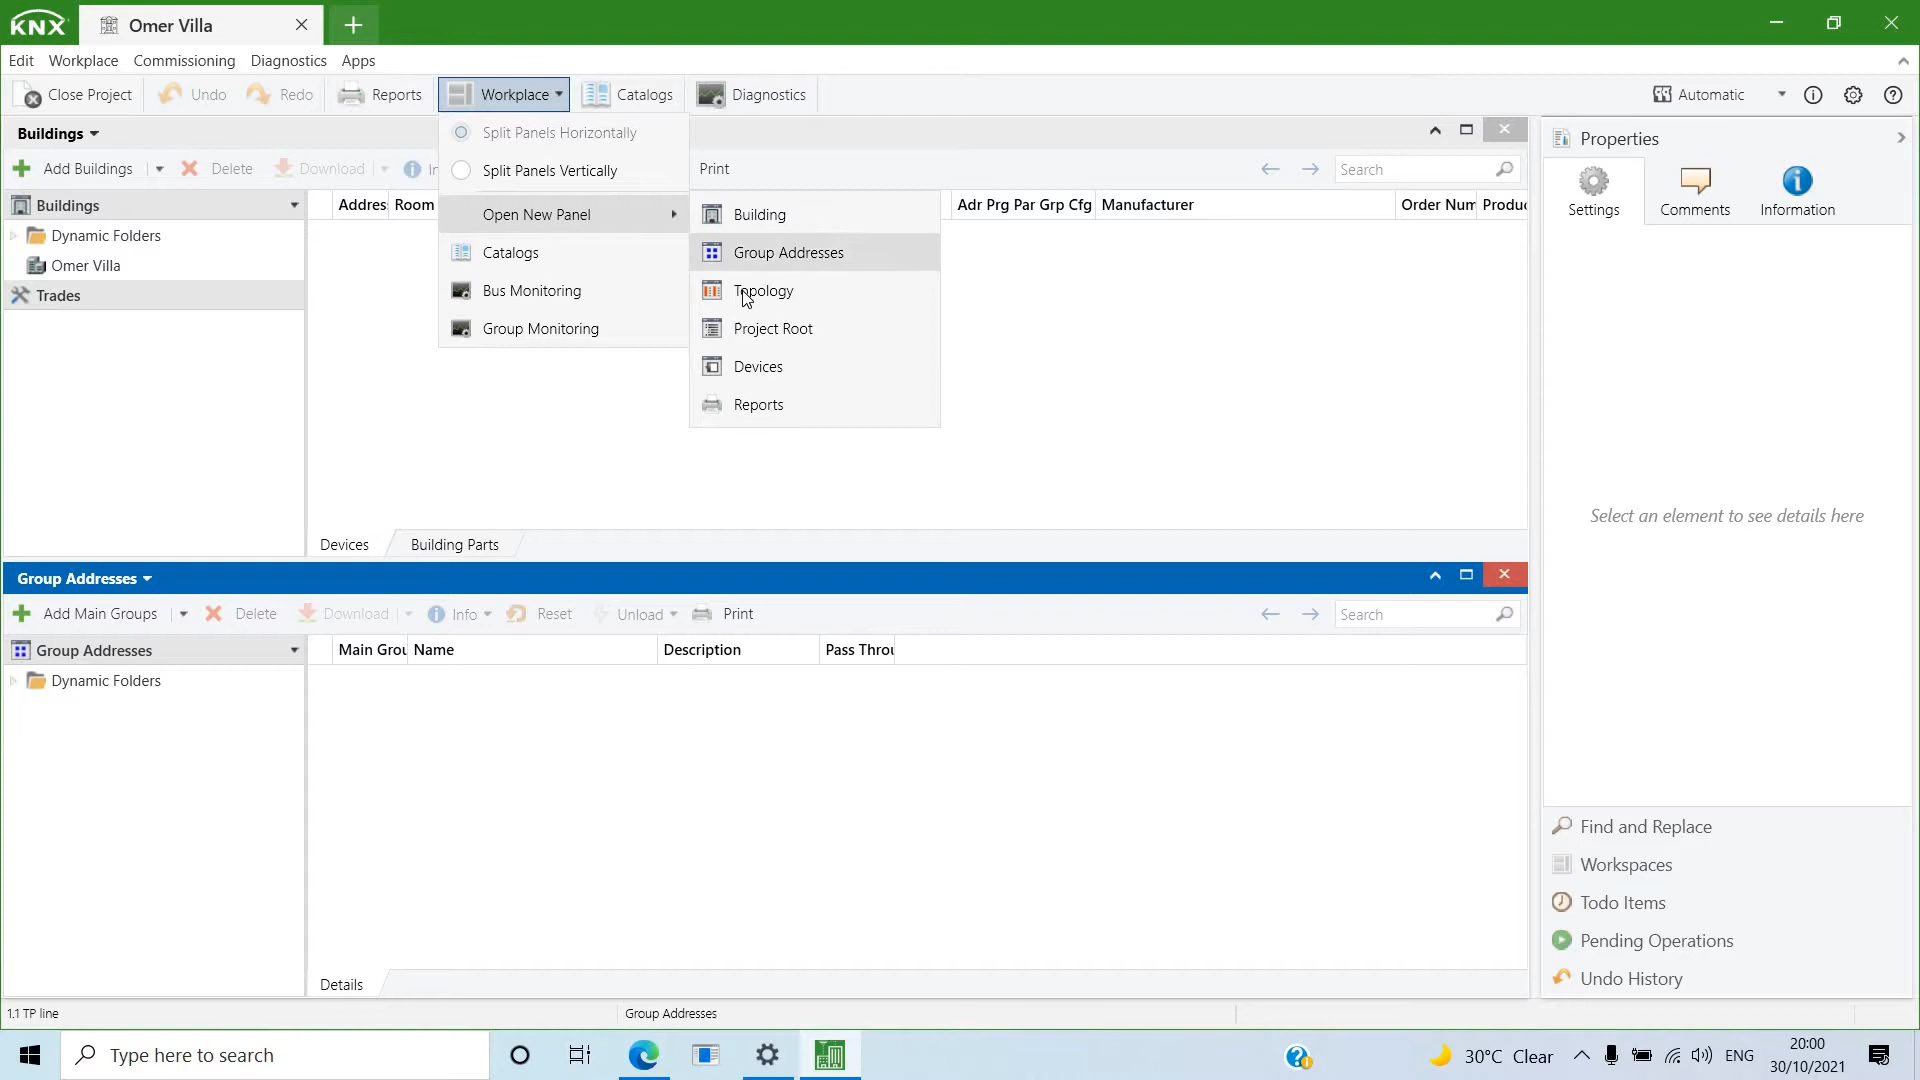 KNX
Omer Villa
Edit Workplace Commissioning Diagnostics Apps
Close Project Undo Redo Reports Workplace Catalogs Diagnostics Automatic
Buildings
Split Panels Horizontally
Properties
Add Buildings Delete Download Split Panels Vertically Print Search
Settings Comments Information
Buildings Addres Room Open New Panel Building Adr Prg Par Grp Cfg Manufacturer Order Num Produc
Dynamic Folders Catalogs Group Addresses
Omer Villa
Trades Bus Monitoring Topology
Group Monitoring Project Root
Devices
Reports
Select an element to see details here
Devices Building Parts
Group Addresses
Add Main Groups Delete Download Info Reset Unload Print Search
Group Addresses Main Grou Name Description Pass Throu
Dynamic Folders
Find and Replace
Workspaces
Todo Items
Pending Operations
Details Undo History
1.1 TP line Group Addresses
Type here to search 30°C Clear ENG 20:00
30/10/2021